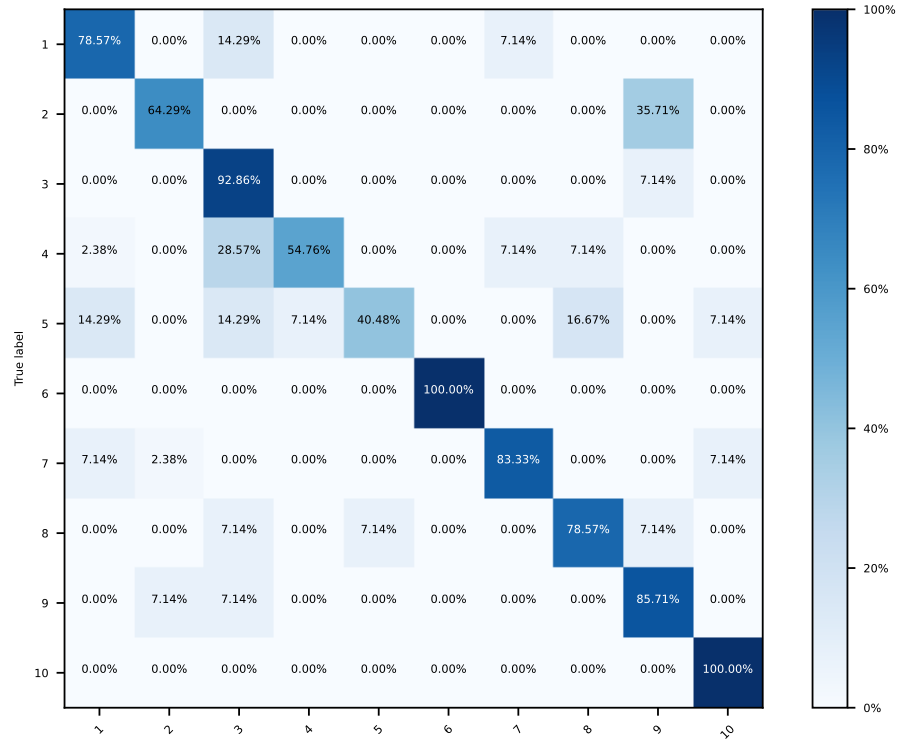 1 78.57% 0.00% 14.29% 0.00% 0.00% 0.00% 7.14% 0.00% 0.00% 0.00%
2 0.00% 64.29% 0.00% 0.00% 0.00% 0.00% 0.00% 0.00% 35.71% 0.00%
3 0.00% 0.00% 92.86% 0.00% 0.00% 0.00% 0.00% 0.00% 7.14% 0.00%
4 2.38% 0.00% 28.57% 54.76% 0.00% 0.00% 7.14% 7.14% 0.00% 0.00%
5 14.29% 0.00% 14.29% 7.14% 40.48% 0.00% 0.00% 16.67% 0.00% 7.14%
True label
6 0.00% 0.00% 0.00% 0.00% 0.00% 100.00% 0.00% 0.00% 0.00% 0.00%
7 7.14% 2.38% 0.00% 0.00% 0.00% 0.00% 83.33% 0.00% 0.00% 7.14%
8 0.00% 0.00% 7.14% 0.00% 7.14% 0.00% 0.00% 78.57% 7.14% 0.00%
9 0.00% 7.14% 7.14% 0.00% 0.00% 0.00% 0.00% 0.00% 85.71% 0.00%
10 0.00% 0.00% 0.00% 0.00% 0.00% 0.00% 0.00% 0.00% 0.00% 100.00%
1 2 3 4 5 6 7 8 9 10
100%
80%
60%
40%
20%
0%